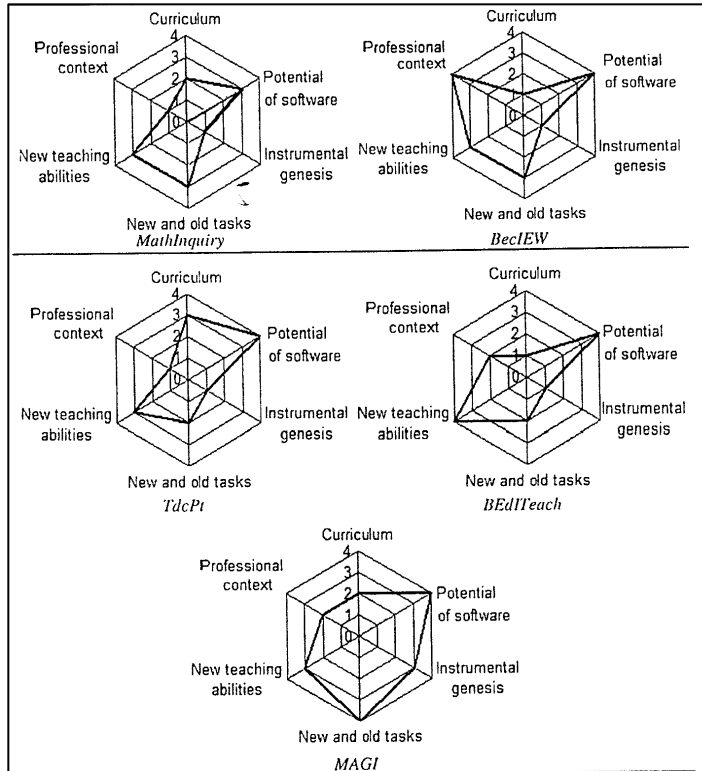 Curriculum
4
3
2
1
0
Professional
context
Potential
of software
New teaching
abilities
Instrumental
genesis
New and old tasks
MathInquiry
Curriculum
4
3
2
1
0
Professional
context
Potential
of software
New teaching
abilities
Instrumental
genesis
New and old tasks
BecIEW
Curriculum
4
3
2
1
0
Professional
context
Potential
of software
New teaching
abilities
Instrumental
genesis
New and old tasks
TdcPt
Curriculum
4
3
2
1
0
Professional
context
Potential
of software
New teaching
abilities
Instrumental
genesis
New and old tasks
BEdITeach
Curriculum
4
3
2
1
0
Professional
context
Potential
of software
New teaching
abilities
Instrumental
genesis
New and old tasks
MAGI